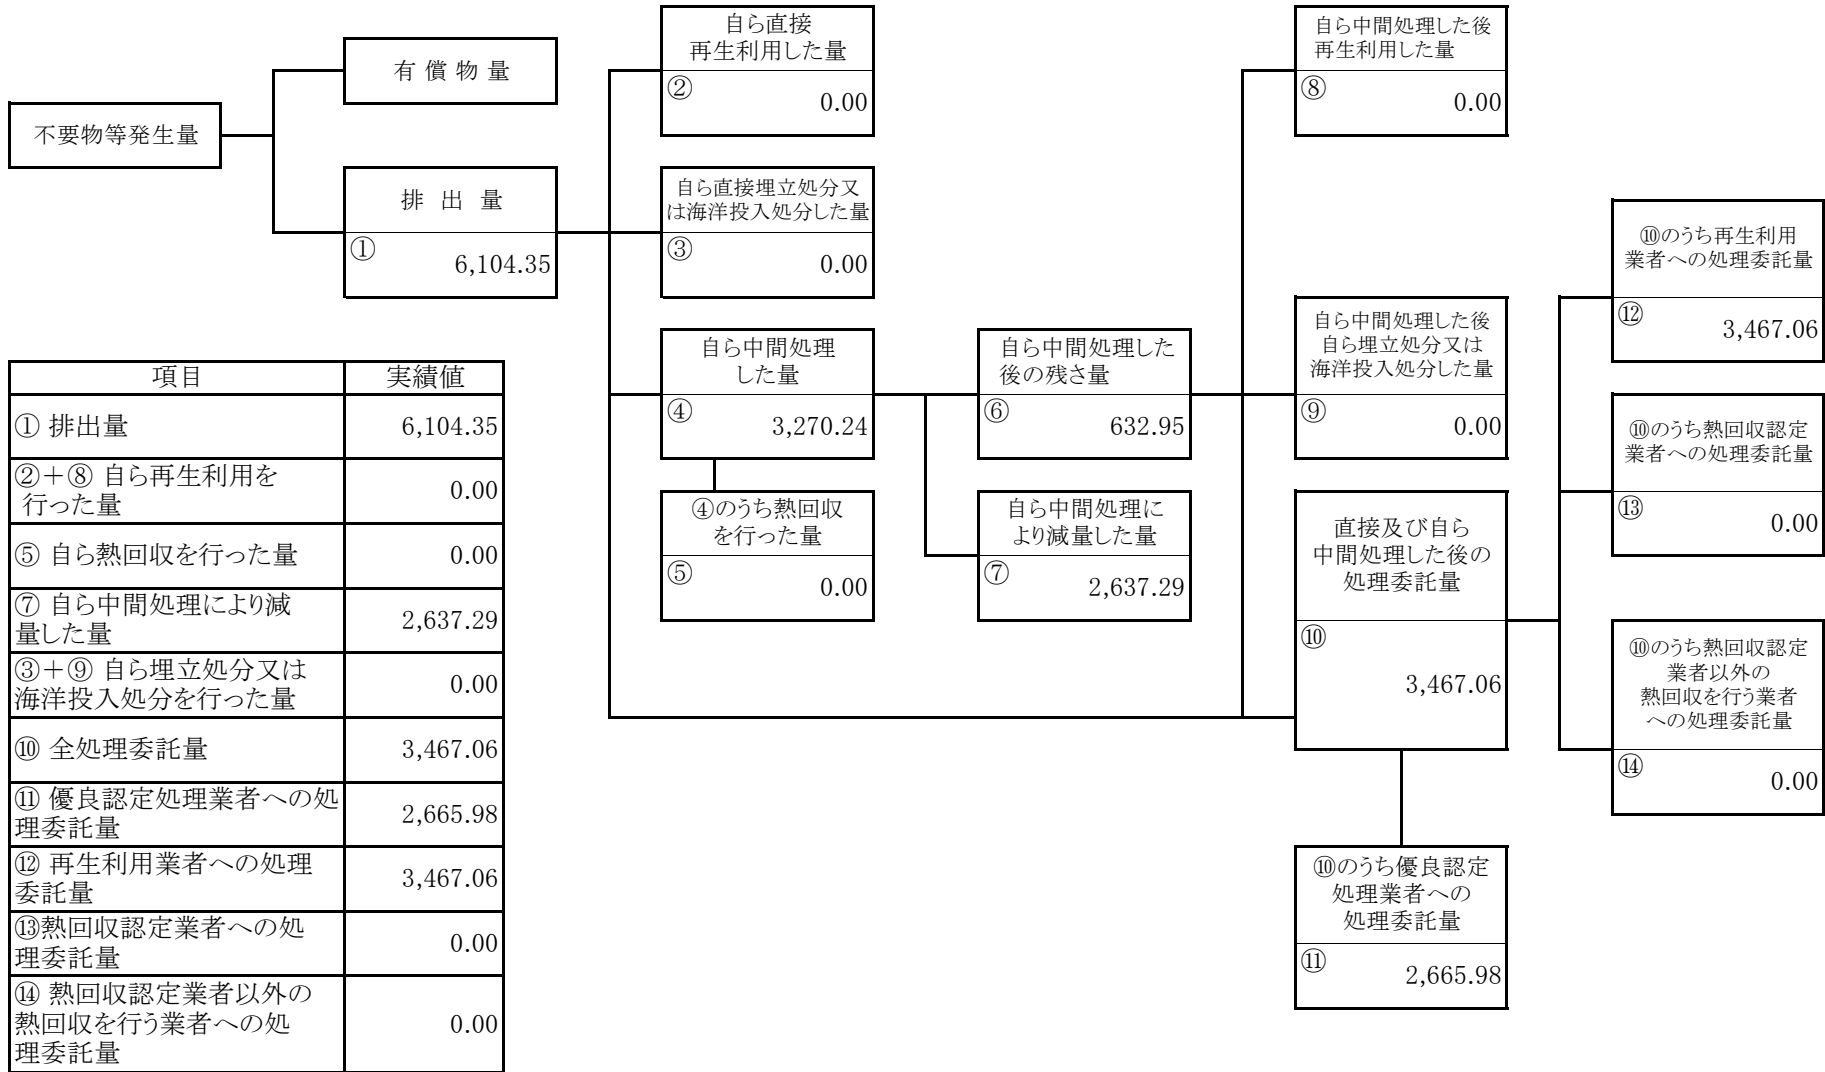 不要物等発生量
有 償 物 量
排 出 量
①
6,104.35
自ら直接
再生利用した量
②
0.00
自ら直接埋立処分又
は海洋投入処分した量
③
0.00
自ら中間処理
した量
④
3,270.24
④のうち熱回収
を行った量
⑤
0.00
自ら中間処理した
後の残さ量
⑥
632.95
自ら中間処理に
より減量した量
⑦
2,637.29
自ら中間処理した後
再生利用した量
⑧
0.00
自ら中間処理した後
自ら埋立処分又は
海洋投入処分した量
⑨
0.00
直接及び自ら
中間処理した後の
処理委託量
⑩
3,467.06
⑩のうち優良認定
処理業者への
処理委託量
⑪
2,665.98
⑩のうち再生利用
業者への処理委託量
⑫
3,467.06
⑩のうち熱回収認定
業者への処理委託量
⑬
0.00
⑩のうち熱回収認定
業者以外の
熱回収を行う業者
への処理委託量
⑭
0.00
項目 実績値
① 排出量 6,104.35
②+⑧ 自ら再生利用を
行った量 0.00
⑤ 自ら熱回収を行った量 0.00
⑦ 自ら中間処理により減
量した量 2,637.29
③+⑨ 自ら埋立処分又は
海洋投入処分を行った量 0.00
⑩ 全処理委託量 3,467.06
⑪ 優良認定処理業者への処
理委託量 2,665.98
⑫ 再生利用業者への処理
委託量 3,467.06
⑬熱回収認定業者への処
理委託量 0.00
⑭ 熱回収認定業者以外の
熱回収を行う業者への処
理委託量 0.00